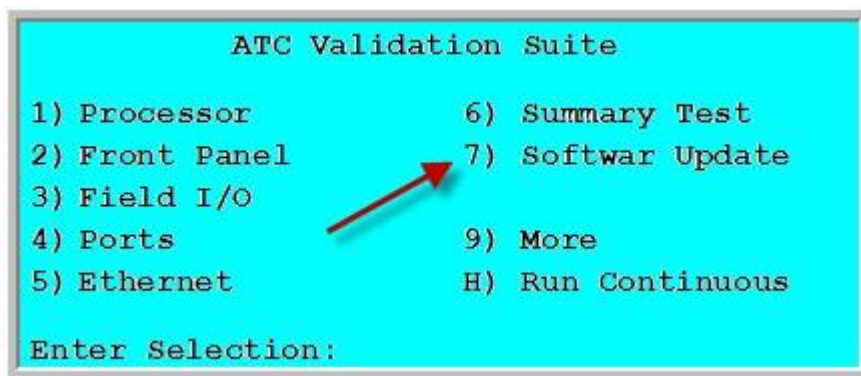 ATC Validation Suite
1) Processor 6) Summary Test
2) Front Panel 7) Softwar Update
3) Field I/O
4) Ports 9) More
5) Ethernet H) Run Continuous
Enter Selection: